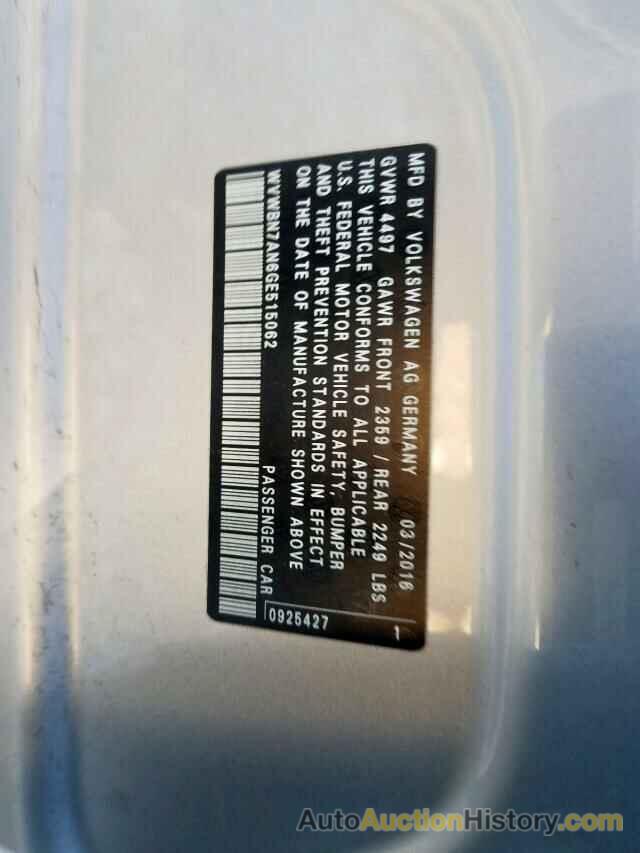 MFD BY VOLKSWAGEN AG GERMANY 03/2016
GVWR 4497 GAWR FRONT 2359 / REAR 2249 LBS
THIS VEHICLE CONFORMS TO ALL APPLICABLE
U.S. FEDERAL MOTOR VEHICLE SAFETY, BUMPER
AND THEFT PREVENTION STANDARDS IN EFFECT
ON THE DATE OF MANUFACTURE SHOWN ABOVE
WVWBN7AN6GE515062 PASSENGER CAR 0925427
AutoAuctionHistory.com